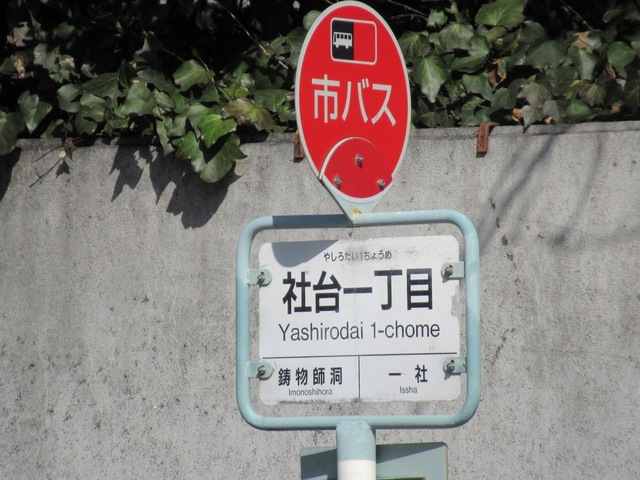 市バス
やしろだい1ちょうめ
社台一丁目
Yashirodai 1-chome
鋳物師洞 一社
Imonoshihora Issha